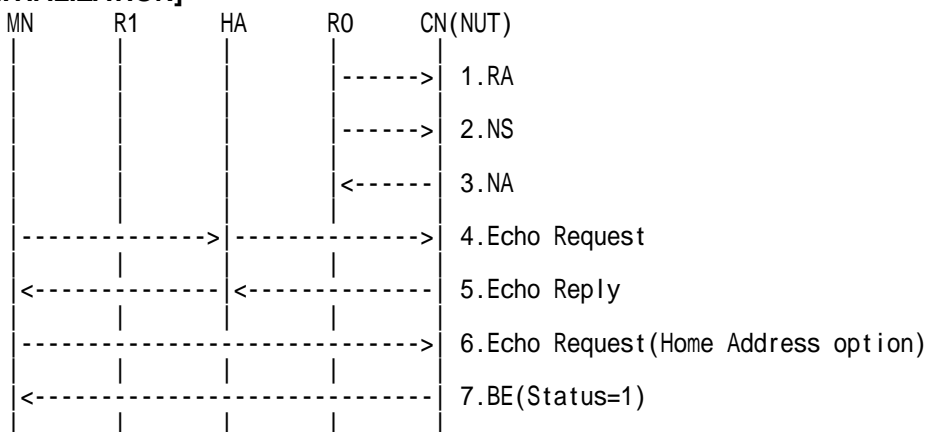 MN R1 HA R0 CN(NUT)
1.RA
2.NS
3.NA
4.Echo Request
5.Echo Reply
6.Echo Request(Home Address option)
7.BE(Status=1)